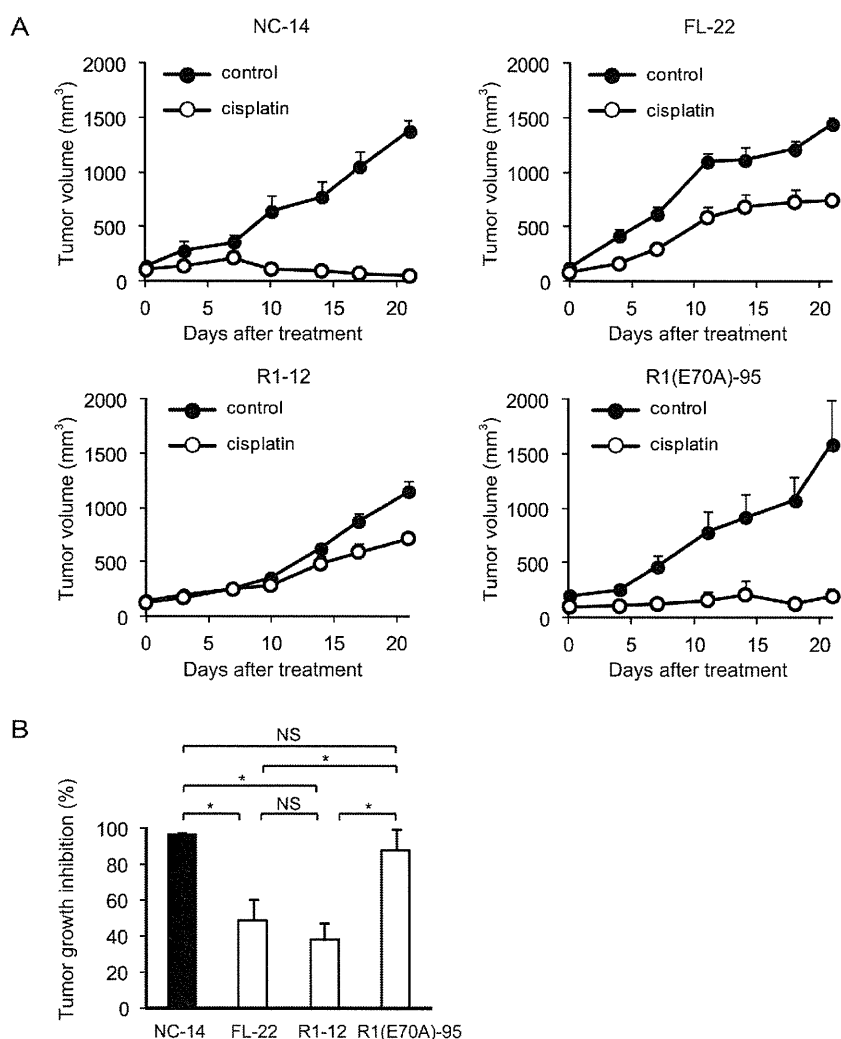 A
NC-14
Tumor volume (mm3)
2000
1500
1000
500
0
control
cisplatin
0 5 10 15 20
Days after treatment
FL-22
Tumor volume (mm3)
2000
1500
1000
500
0
control
cisplatin
0 5 10 15 20
Days after treatment
R1-12
Tumor volume (mm3)
2000
1500
1000
500
0
control
cisplatin
0 5 10 15 20
Days after treatment
R1(E70A)-95
Tumor volume (mm3)
2000
1500
1000
500
0
control
cisplatin
0 5 10 15 20
Days after treatment
B
NS
*
*
* NS *
Tumor growth inhibition (%)
100
80
60
40
20
0
NC-14 FL-22 R1-12 R1(E70A)-95